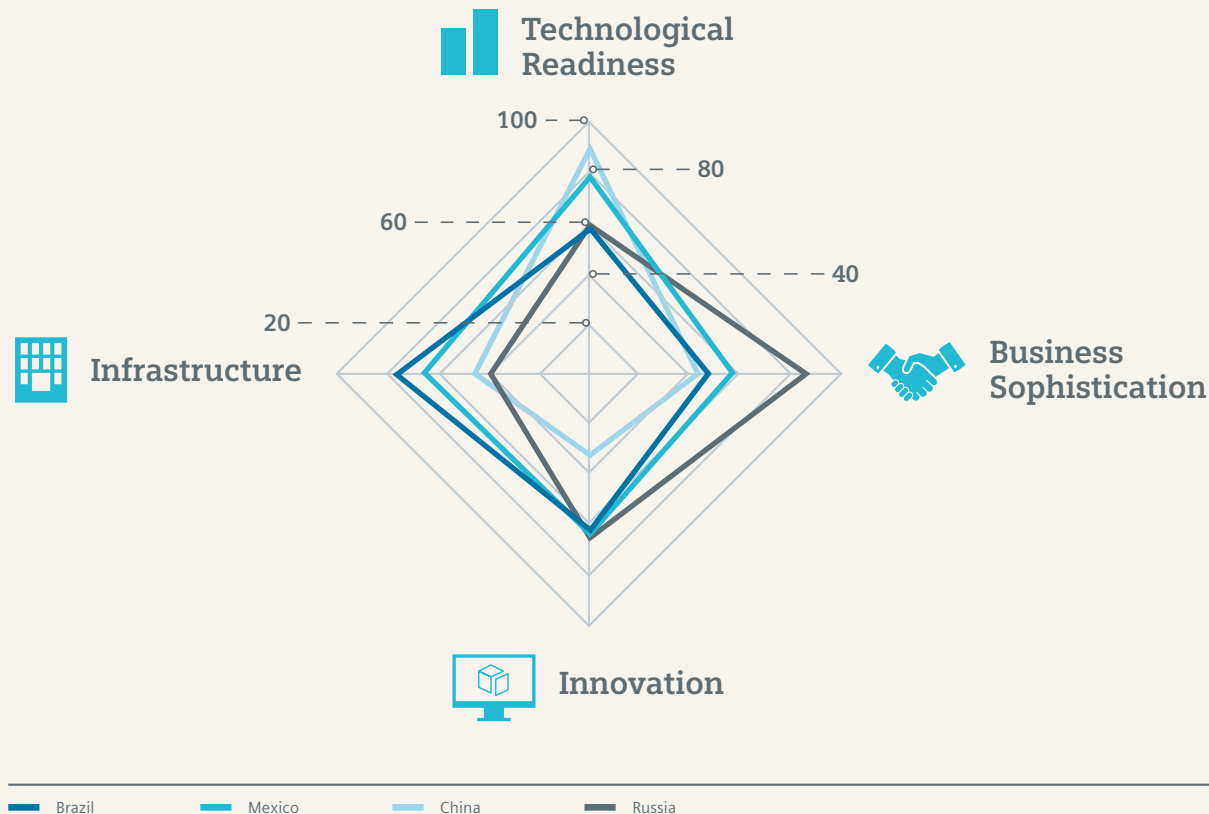 Technological
Readiness
100
80
60
40
20
Infrastructure
Business
Sophistication
Innovation
Brazil
Mexico
China
Russia